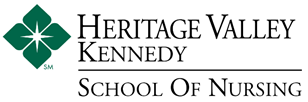 HERITAGE VALLEY
KENNEDY
SM
SCHOOL OF NURSING